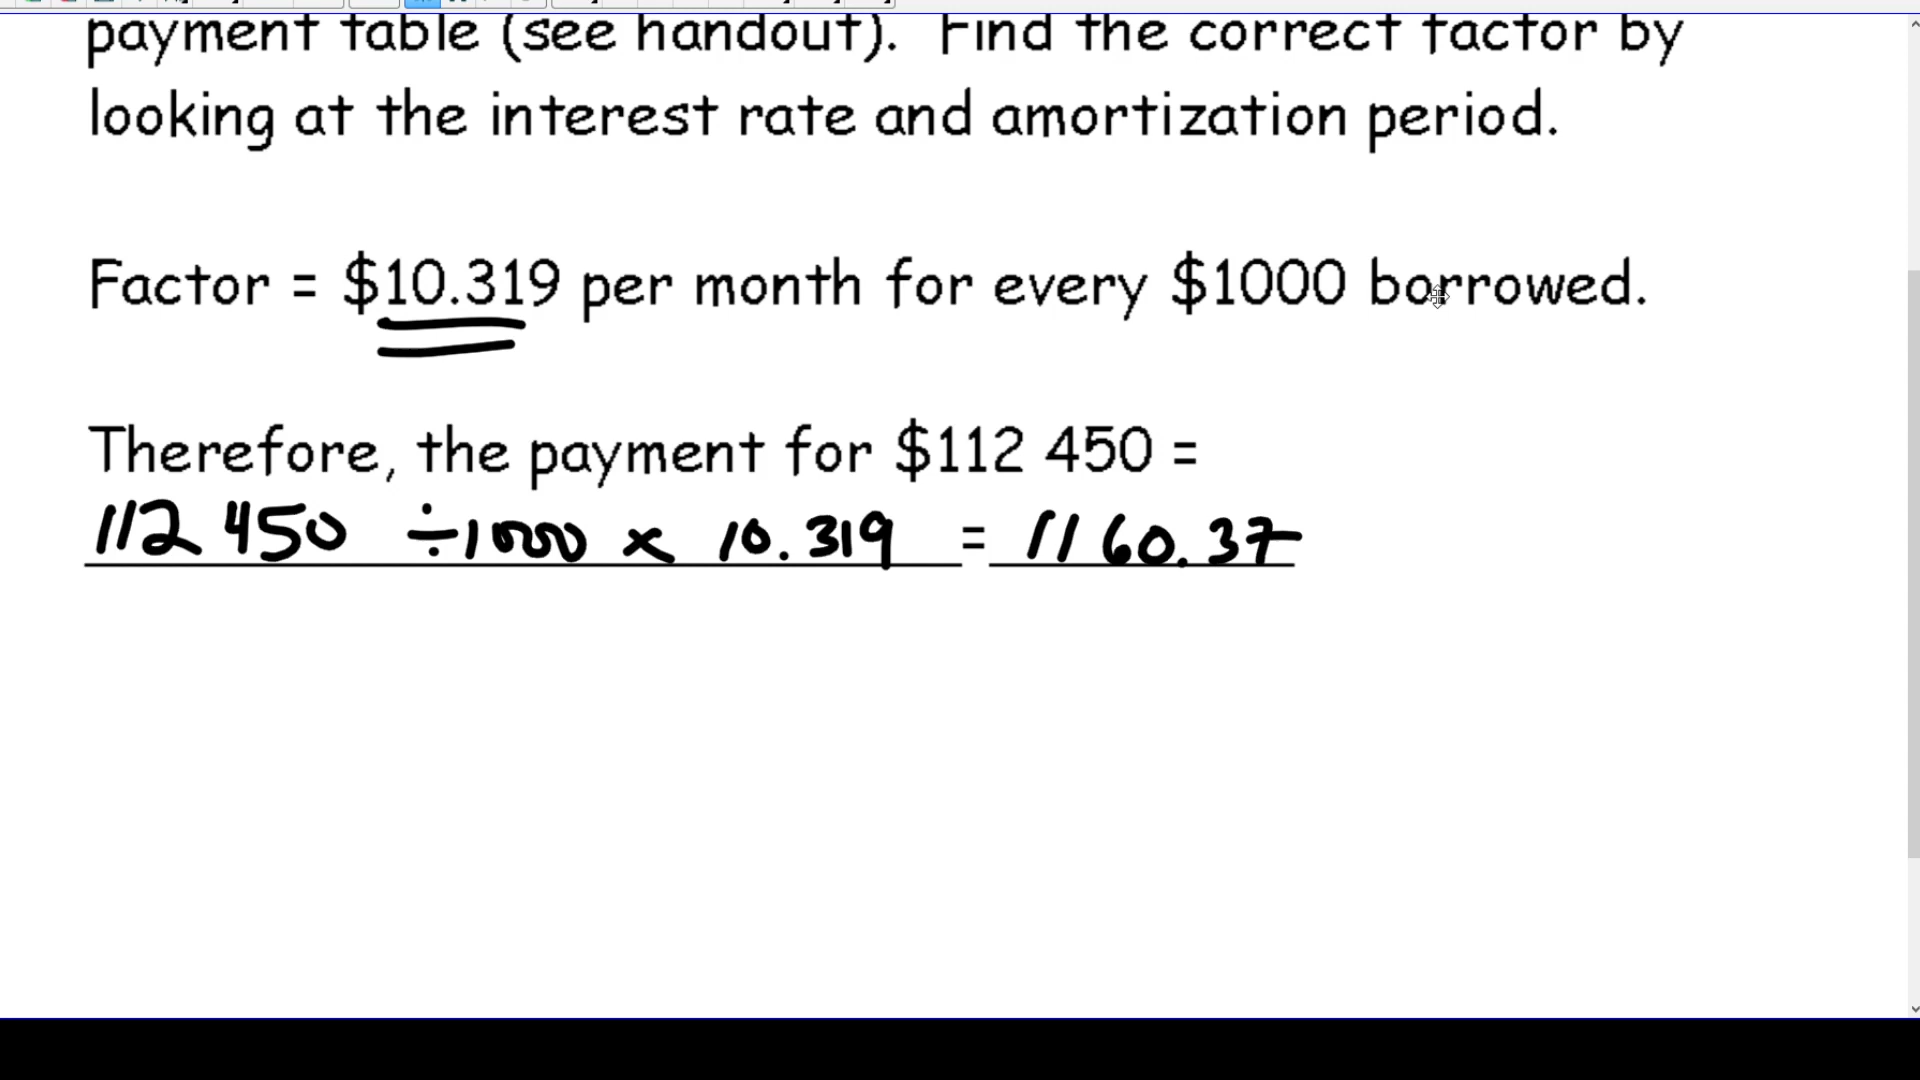 payment table (see handout). Find the correct factor by
looking at the interest rate and amortization period.
Factor = $10.319 per month for every $1000 borrowed.
Therefore, the payment for $112 450 =
112 450 ÷1000 x 10.319 = 1160.37